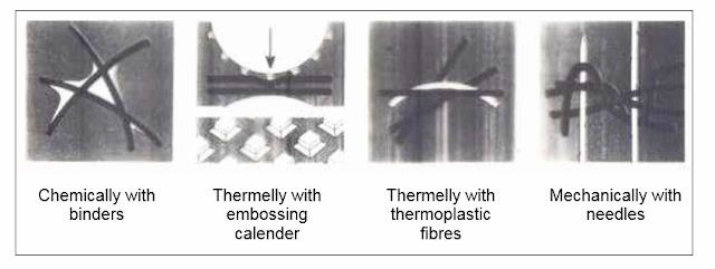 Chemically with
binders
Thermelly with
embossing
calender
Thermelly with
thermoplastic
fibres
Mechanically with
needles